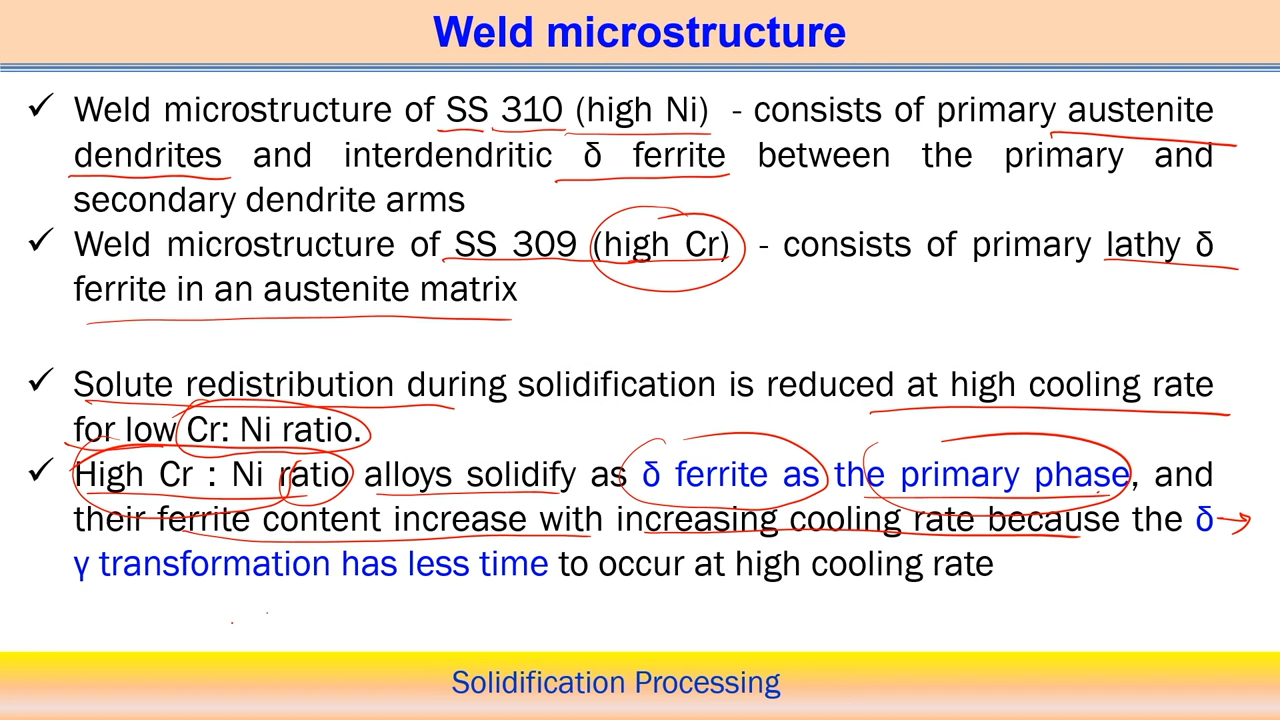 Weld microstructure
✓ Weld microstructure of SS 310 (high Ni) - consists of primary austenite
dendrites and interdendritic δ ferrite between the primary and
secondary dendrite arms
✓ Weld microstructure of SS 309 (high Cr) - consists of primary lathy δ
ferrite in an austenite matrix
✓ Solute redistribution during solidification is reduced at high cooling rate
for low Cr: Ni ratio.
✓ High Cr : Ni ratio alloys solidify as δ ferrite as the primary phase, and
their ferrite content increase with increasing cooling rate because the δ →
γ transformation has less time to occur at high cooling rate
Solidification Processing